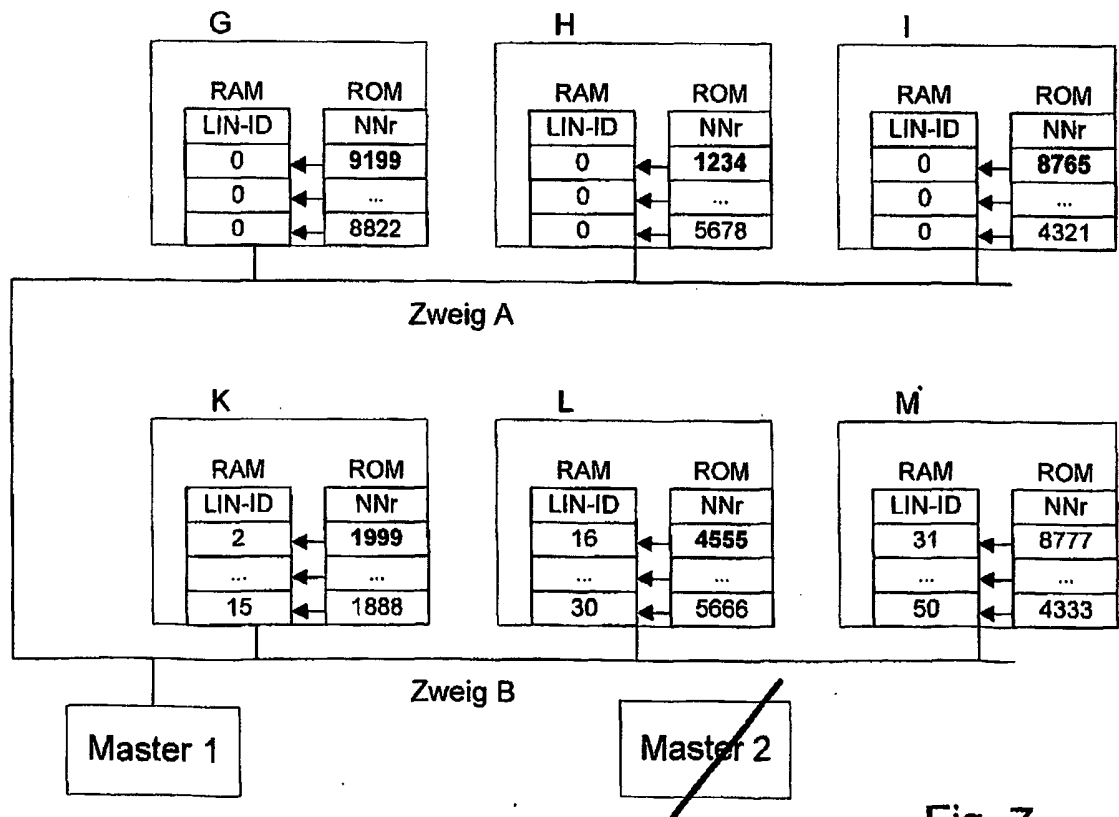 G H I
RAM ROM RAM ROM RAM ROM
LIN-ID NNr LIN-ID NNr LIN-ID NNr
0 9199 0 1234 0 8765
0 ... 0 ... 0 ...
0 8822 0 5678 0 4321
Zweig A
K L M
RAM ROM RAM ROM RAM ROM
LIN-ID NNr LIN-ID NNr LIN-ID NNr
2 1999 16 4555 31 8777
... ... ... ... ... ...
15 1888 30 5666 50 4333
Zweig B
Master 1 Master 2